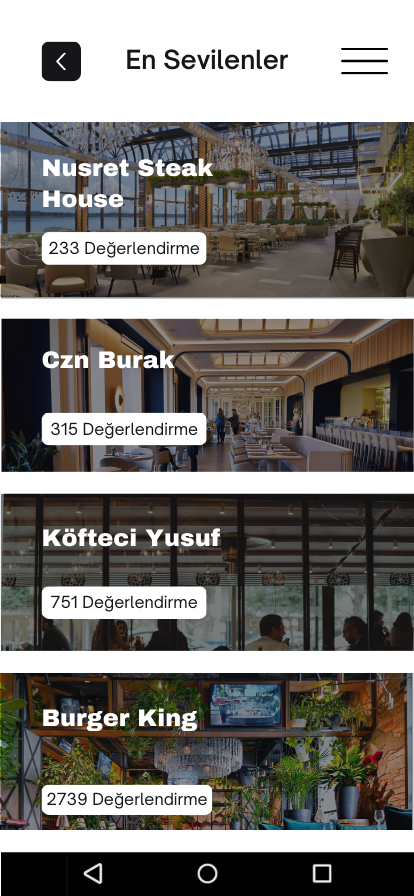 En Sevilenler
Nusret Steak
House
233 Değerlendirme
Czn Burak
315 Değerlendirme
Köfteci Yusuf
751 Değerlendirme
Burger King
2739 Değerlendirme